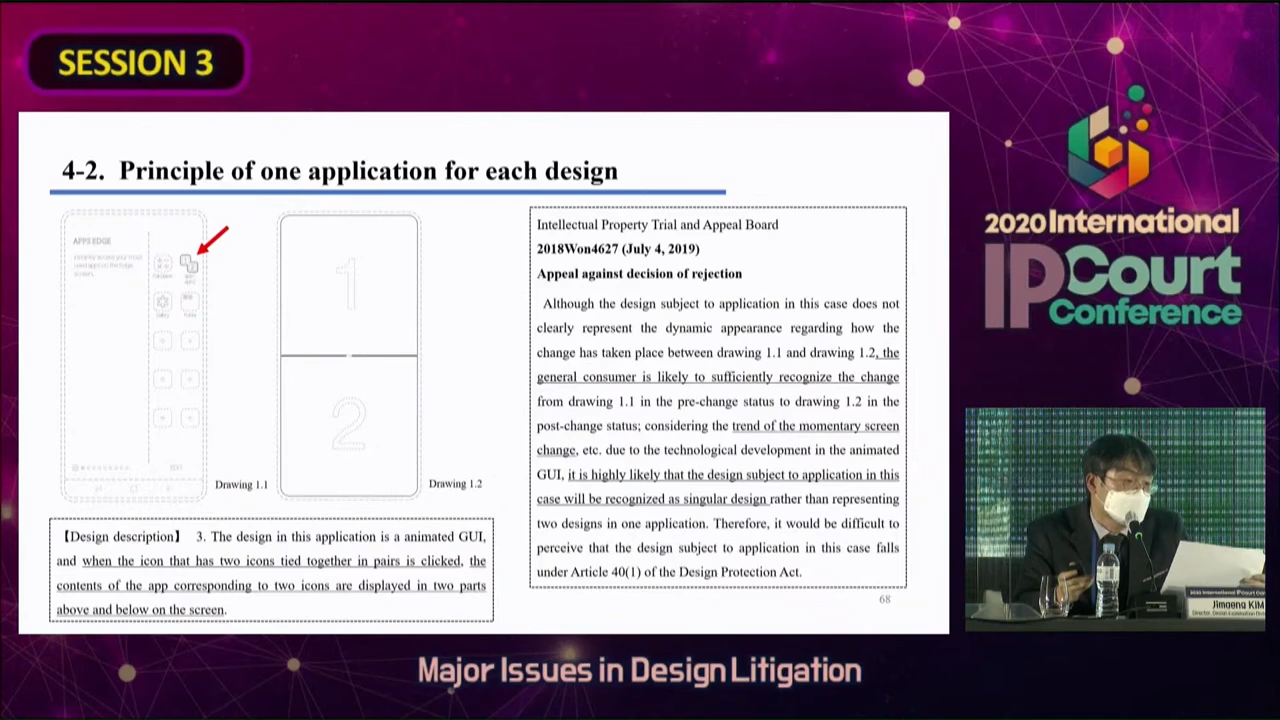 SESSION 3
4-2. Principle of one application for each design
APPS EDGE
1
2
Drawing 1.1
Drawing 1.2
【Design description】 3. The design in this application is a animated GUI,
and when the icon that has two icons tied together in pairs is clicked, the
contents of the app corresponding to two icons are displayed in two parts
above and below on the screen.
Intellectual Property Trial and Appeal Board
2018Won4627 (July 4, 2019)
Appeal against decision of rejection
Although the design subject to application in this case does not
clearly represent the dynamic appearance regarding how the
change has taken place between drawing 1.1 and drawing 1.2, the
general consumer is likely to sufficiently recognize the change
from drawing 1.1 in the pre-change status to drawing 1.2 in the
post-change status; considering the trend of the momentary screen
change, etc. due to the technological development in the animated
GUI, it is highly likely that the design subject to application in this
case will be recognized as singular design rather than representing
two designs in one application. Therefore, it would be difficult to
perceive that the design subject to application in this case falls
under Article 40(1) of the Design Protection Act.
68
2020 International
IP Court
Conference
Jimoeng KIM
Major Issues in Design Litigation